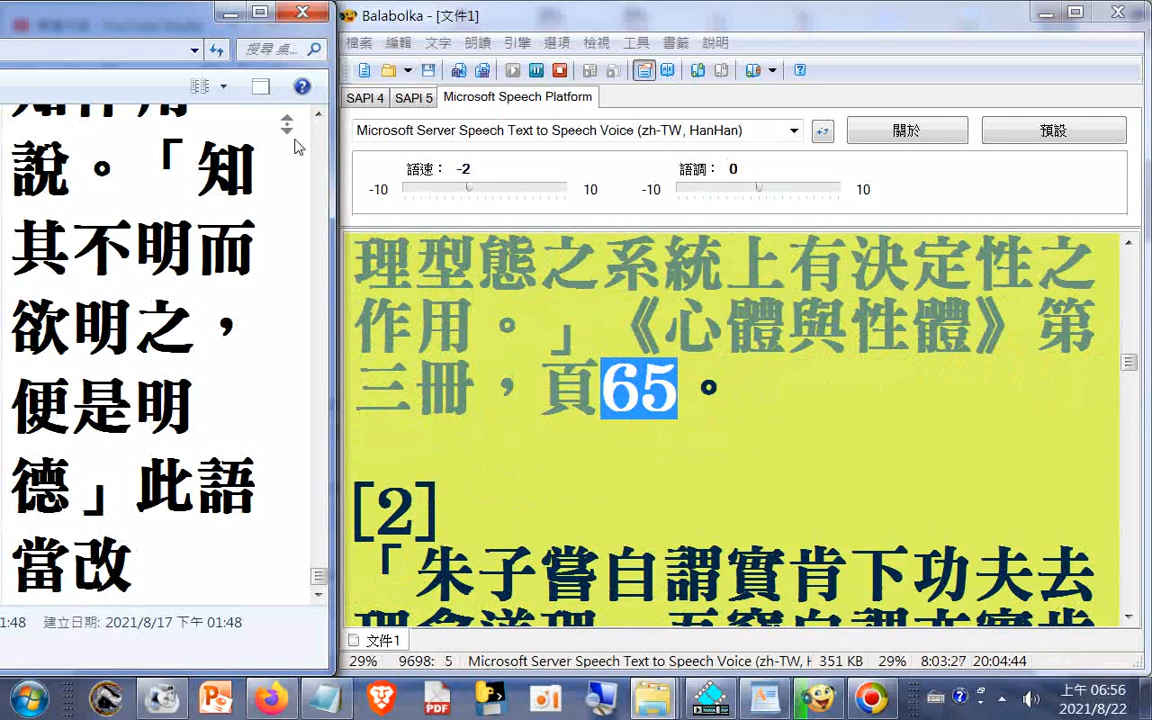 搜尋 桌...
說。「知
其不明而
欲明之，
便是明
德」此語
當改
1:48 建立日期: 2021/8/17 下午 01:48
Balabolka - [文件1]
檔案 編輯 文字 朗讀 引擎 選項 檢視 工具 書籤 說明
SAPI 4 SAPI 5 Microsoft Speech Platform
Microsoft Server Speech Text to Speech Voice (zh-TW, HanHan) 關於 預設
語速： -2 語調： 0
-10 10 -10 10
理型態之系統上有決定性之
作用。」《心體與性體》第
三冊，頁65。
[2]
「朱子嘗自謂實肯下功夫去
文件1
29% 9698: 5 Microsoft Server Speech Text to Speech Voice (zh-TW, H 351 KB 29% 8:03:27 20:04:44
PDF
上午 06:56
2021/8/22